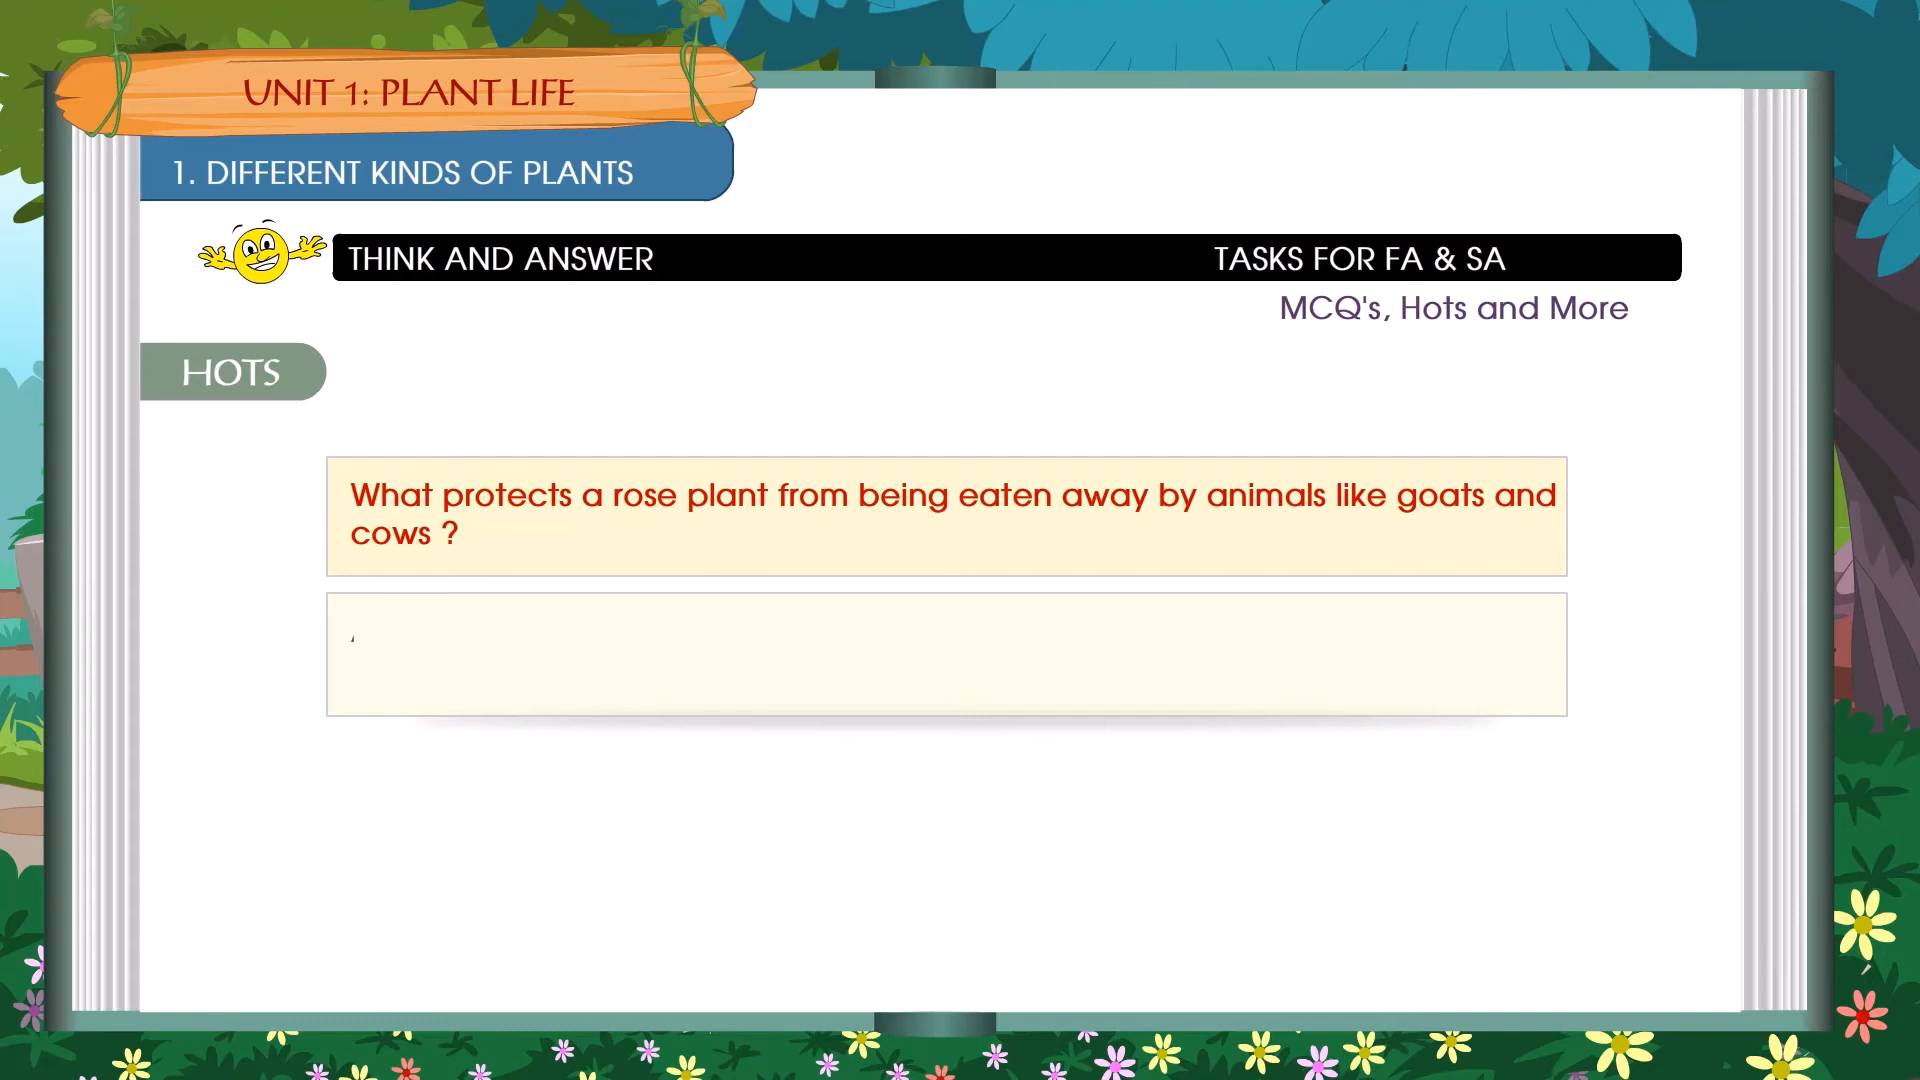 UNIT 1: PLANT LIFE
1. DIFFERENT KINDS OF PLANTS
THINK AND ANSWER TASKS FOR FA & SA
MCQ's, Hots and More
HOTS
What protects a rose plant from being eaten away by animals like goats and
cows ?